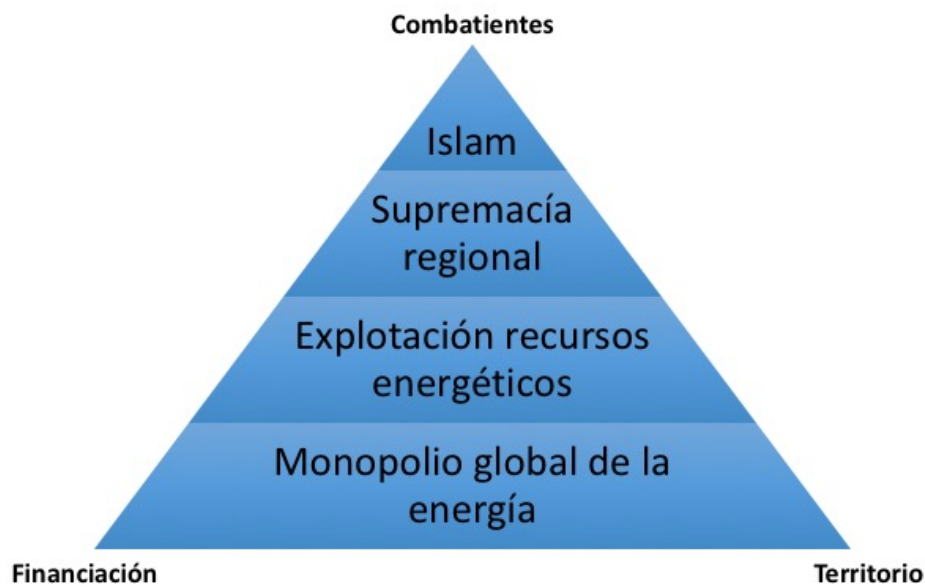 Combatientes
Islam
Supremacía
regional
Explotación recursos
energéticos
Monopolio global de la
energía
Financiación
Territorio